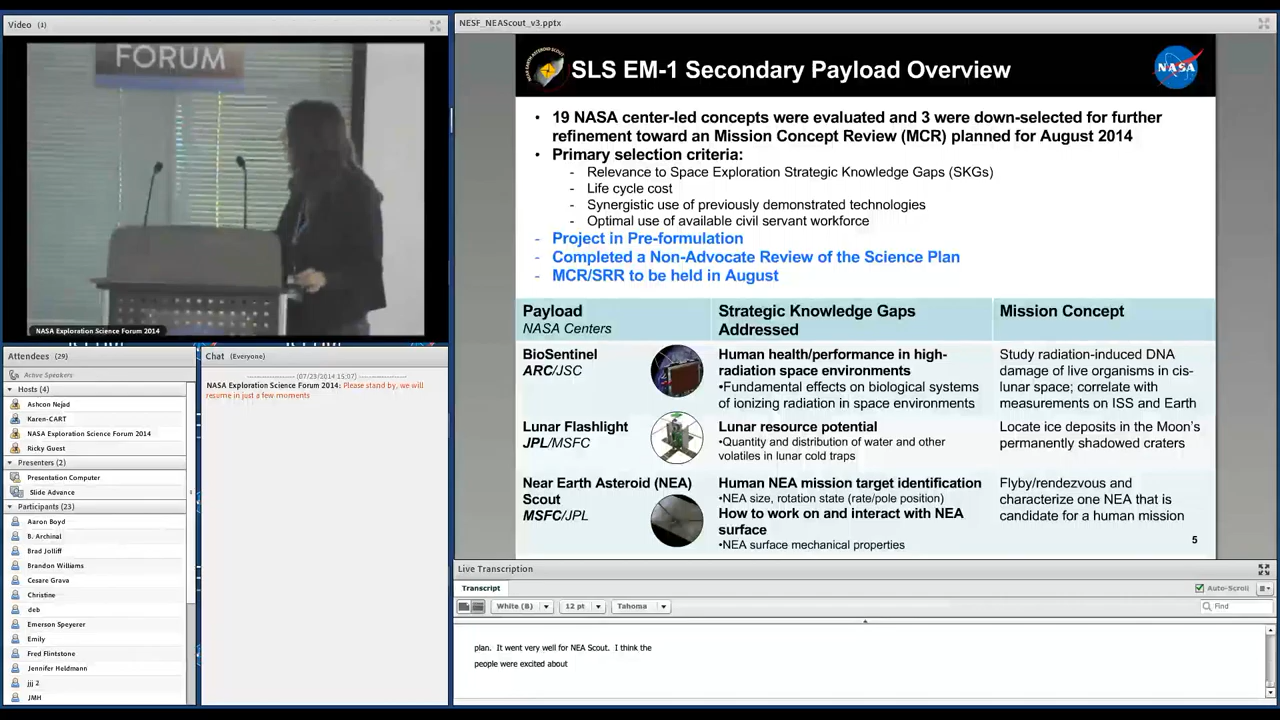 Video (1)
FORUM
NASA Exploration Science Forum 2014
Attendees (29)
Active Speakers
Hosts (4)
Ashcon Nejad
Karen-CART
NASA Exploration Science Forum 2014
Ricky Guest
Presenters (2)
Presentation Computer
Slide Advance
Participants (23)
Aaron Boyd
B. Archinal
Brad Jolliff
Brandon Williams
Cesare Grava
Christine
deb
Emerson Speyerer
Emily
Fred Flintstone
Jennifer Heldmann
jjj 2
JMH
Chat (Everyone)
(07/23/2014 15:07)
NASA Exploration Science Forum 2014: Please stand by, we will
resume in just a few moments
NESF_NEAScout_v3.pptx
NEAR EARTH ASTEROID SCOUT
SLS EM-1 Secondary Payload Overview
NASA
• 19 NASA center-led concepts were evaluated and 3 were down-selected for further
refinement toward an Mission Concept Review (MCR) planned for August 2014
• Primary selection criteria:
- Relevance to Space Exploration Strategic Knowledge Gaps (SKGs)
- Life cycle cost
- Synergistic use of previously demonstrated technologies
- Optimal use of available civil servant workforce
- Project in Pre-formulation
- Completed a Non-Advocate Review of the Science Plan
- MCR/SRR to be held in August
Payload
NASA Centers
Strategic Knowledge Gaps
Addressed
Mission Concept
BioSentinel
ARC/JSC
Human health/performance in high-
radiation space environments
•Fundamental effects on biological systems
of ionizing radiation in space environments
Study radiation-induced DNA
damage of live organisms in cis-
lunar space; correlate with
measurements on ISS and Earth
Lunar Flashlight
JPL/MSFC
Lunar resource potential
•Quantity and distribution of water and other
volatiles in lunar cold traps
Locate ice deposits in the Moon's
permanently shadowed craters
Near Earth Asteroid (NEA)
Scout
MSFC/JPL
Human NEA mission target identification
•NEA size, rotation state (rate/pole position)
How to work on and interact with NEA
surface
•NEA surface mechanical properties
Flyby/rendezvous and
characterize one NEA that is
candidate for a human mission
5
Live Transcription
Transcript
Auto-Scroll
White (B)
12 pt
Tahoma
Find
plan. It went very well for NEA Scout. I think the
people were excited about